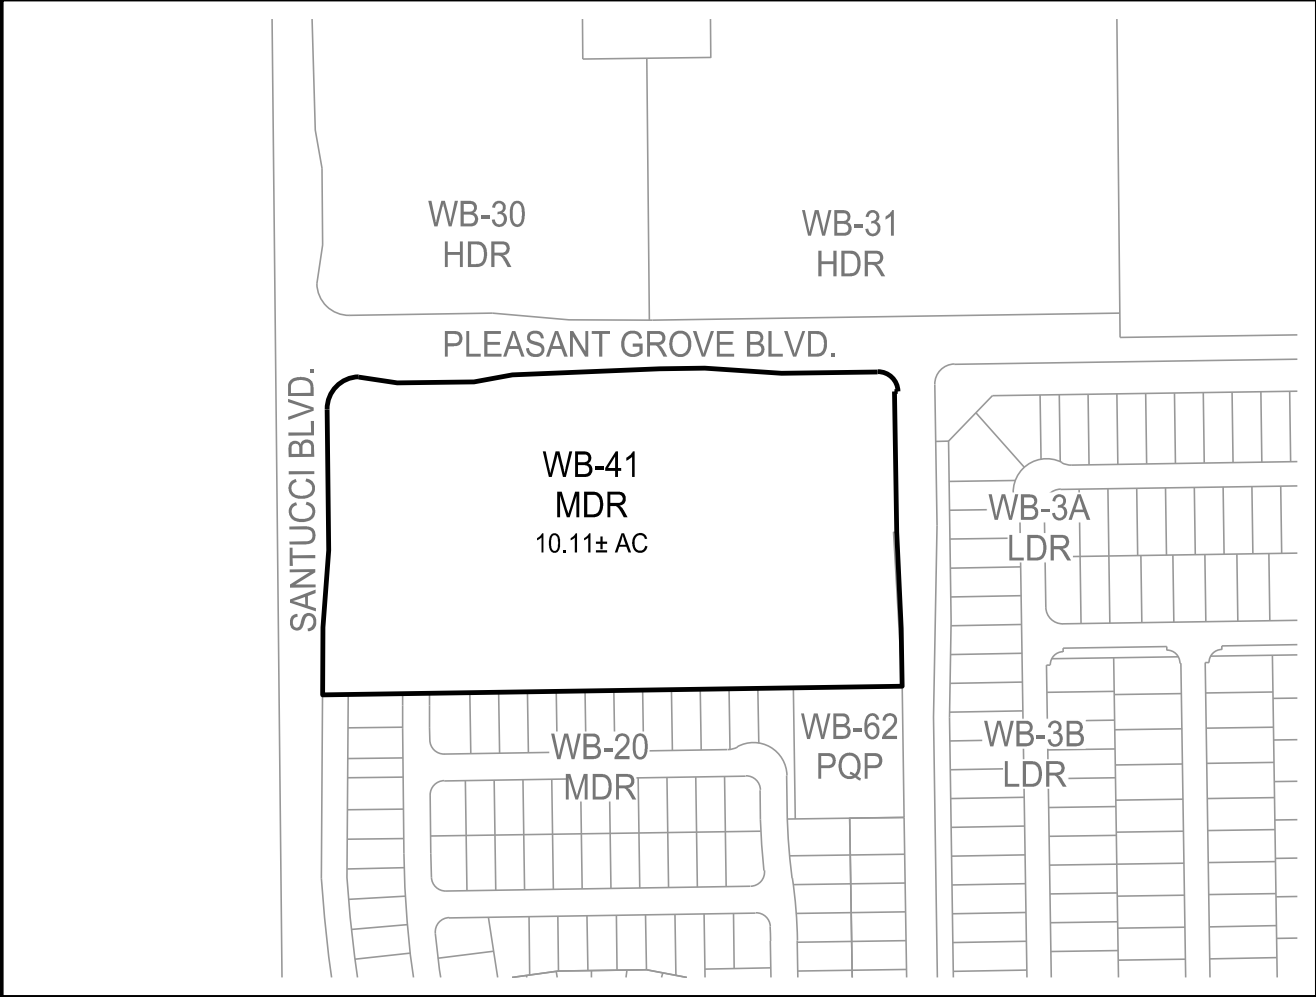 WB-30
HDR
WB-31
HDR
PLEASANT GROVE BLVD.
SANTUCCI BLVD.
WB-41
MDR
10.11± AC
WB-3A
LDR
WB-20
MDR
WB-62
PQP
WB-3B
LDR